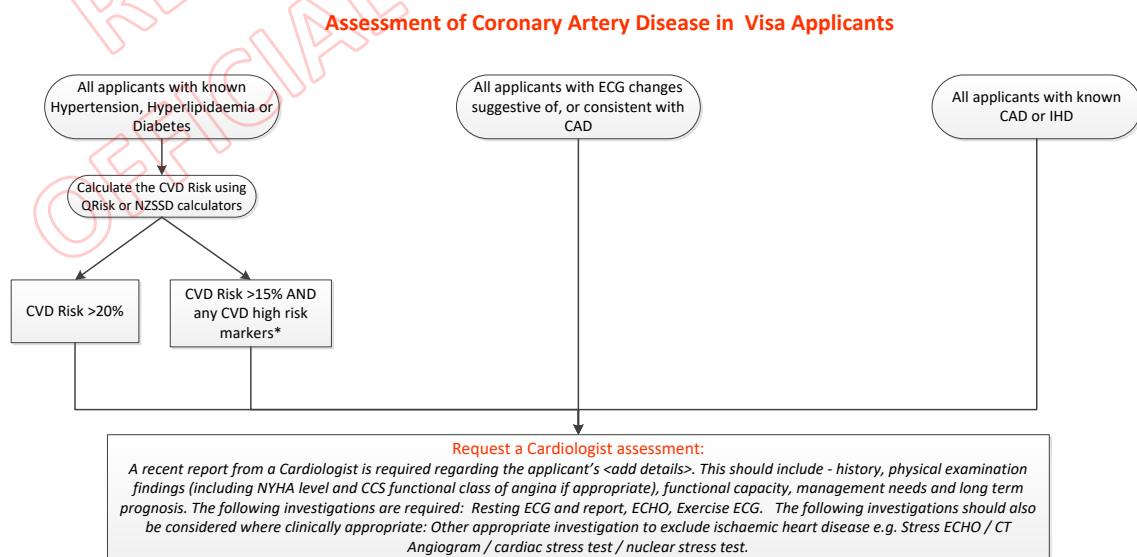 Assessment of Coronary Artery Disease in Visa Applicants
All applicants with known
Hypertension, Hyperlipidaemia or
Diabetes
All applicants with ECG changes
suggestive of, or consistent with
CAD
All applicants with known
CAD or IHD
Calculate the CVD Risk using
QRisk or NZSSD calculators
CVD Risk >20%
CVD Risk >15% AND
any CVD high risk
markers*
Request a Cardiologist assessment:
A recent report from a Cardiologist is required regarding the applicant's <add details>. This should include - history, physical examination
findings (including NYHA level and CCS functional class of angina if appropriate), functional capacity, management needs and long term
prognosis. The following investigations are required: Resting ECG and report, ECHO, Exercise ECG. The following investigations should also
be considered where clinically appropriate: Other appropriate investigation to exclude ischaemic heart disease e.g. Stress ECHO / CT
Angiogram / cardiac stress test / nuclear stress test.
OFFICIAL